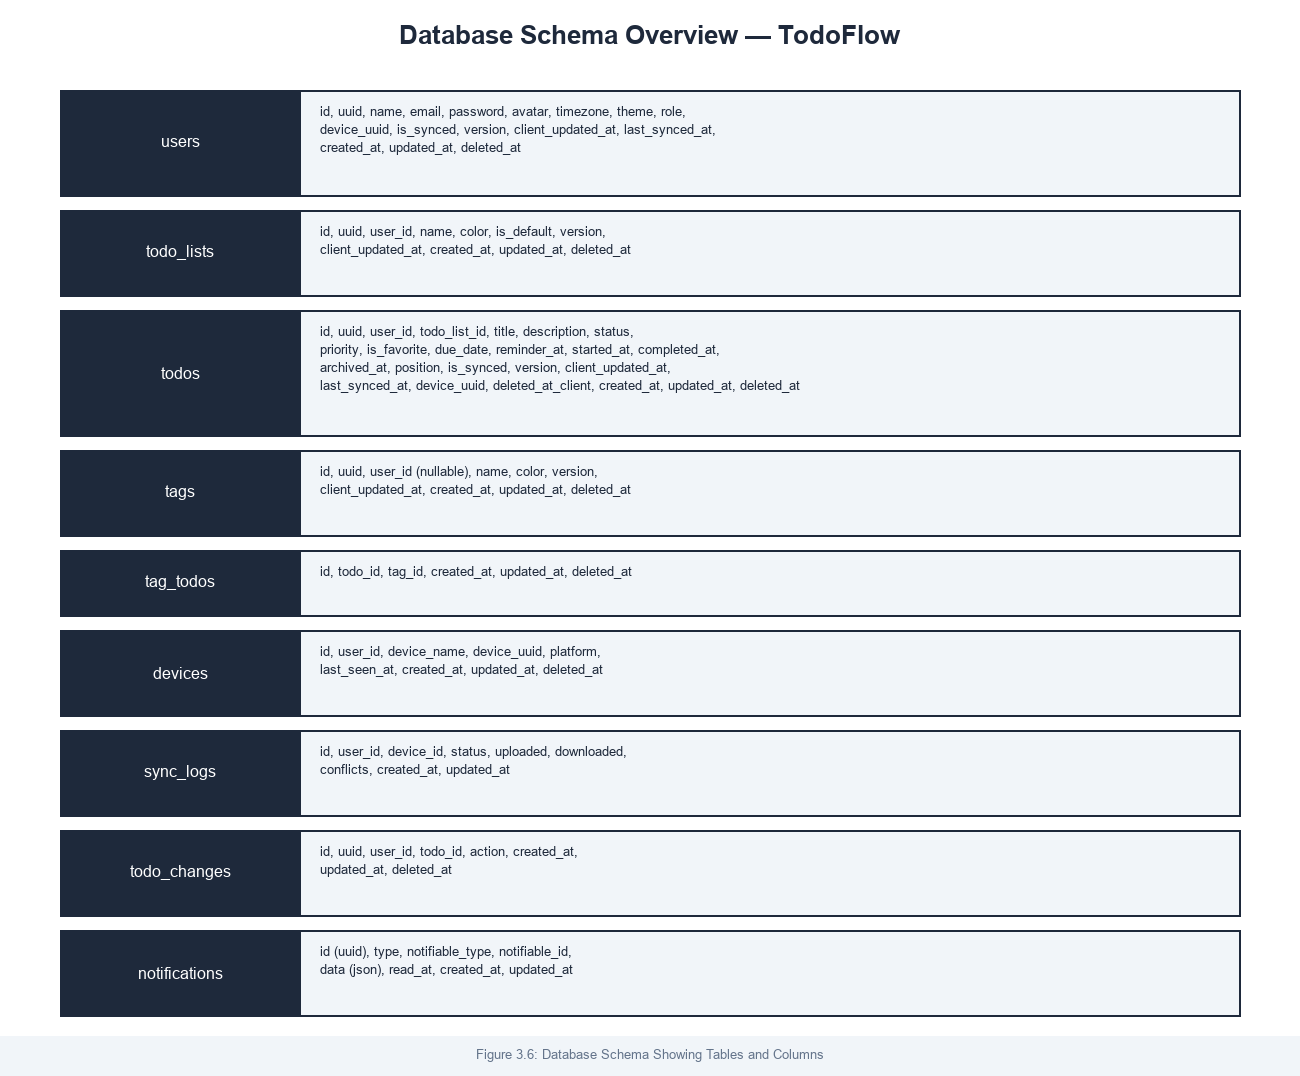 Database Schema Overview — TodoFlow
users
id, uuid, name, email, password, avatar, timezone, theme, role,
device_uuid, is_synced, version, client_updated_at, last_synced_at,
created_at, updated_at, deleted_at
todo_lists
id, uuid, user_id, name, color, is_default, version,
client_updated_at, created_at, updated_at, deleted_at
todos
id, uuid, user_id, todo_list_id, title, description, status,
priority, is_favorite, due_date, reminder_at, started_at, completed_at,
archived_at, position, is_synced, version, client_updated_at,
last_synced_at, device_uuid, deleted_at_client, created_at, updated_at, deleted_at
tags
id, uuid, user_id (nullable), name, color, version,
client_updated_at, created_at, updated_at, deleted_at
tag_todos
id, todo_id, tag_id, created_at, updated_at, deleted_at
devices
id, user_id, device_name, device_uuid, platform,
last_seen_at, created_at, updated_at, deleted_at
sync_logs
id, user_id, device_id, status, uploaded, downloaded,
conflicts, created_at, updated_at
todo_changes
id, uuid, user_id, todo_id, action, created_at,
updated_at, deleted_at
notifications
id (uuid), type, notifiable_type, notifiable_id,
data (json), read_at, created_at, updated_at
Figure 3.6: Database Schema Showing Tables and Columns